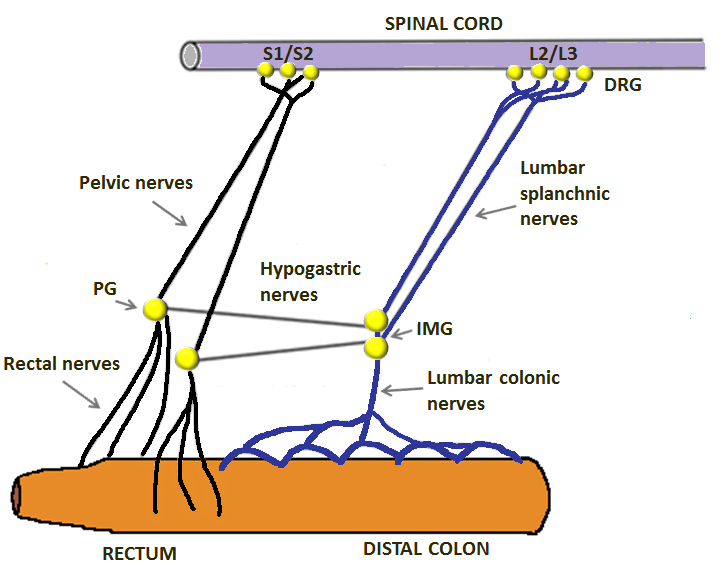 SPINAL CORD
S1/S2
L2/L3
DRG
Pelvic nerves
Lumbar
splanchnic
nerves
Hypogastric
nerves
PG
IMG
Rectal nerves
Lumbar colonic
nerves
RECTUM
DISTAL COLON